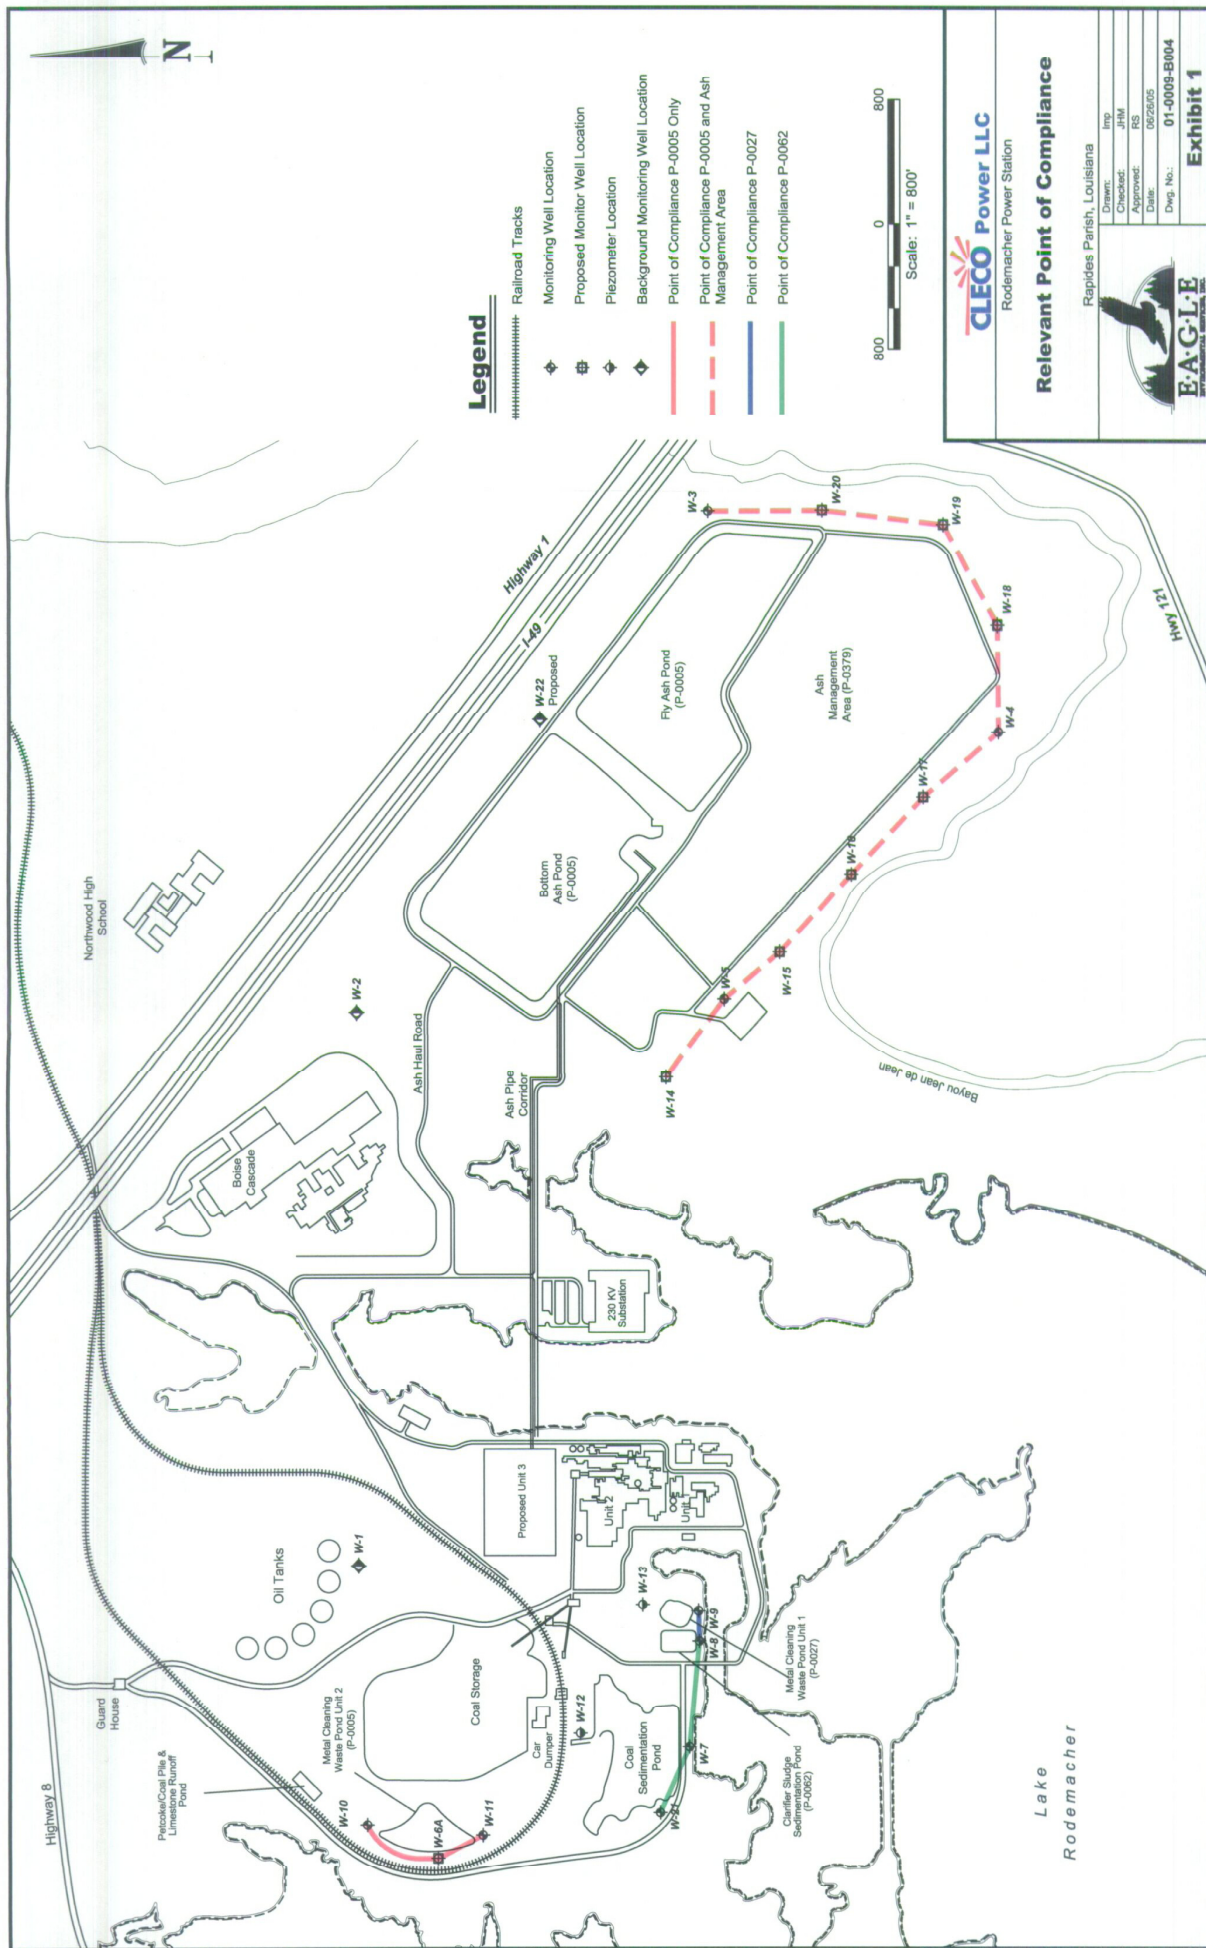 N
Legend
Railroad Tracks
Monitoring Well Location
Proposed Monitor Well Location
Piezometer Location
Background Monitoring Well Location
Point of Compliance P-0005 Only
Point of Compliance P-0005 and Ash
Management Area
Point of Compliance P-0027
Point of Compliance P-0062
800
0
800
Scale: 1" = 800'
CLECO Power LLC
Rodemacher Power Station
Relevant Point of Compliance
Rapides Parish, Louisiana
E·A·G·L·E
Drawn:
lmp
Checked:
JHM
Approved:
RS
Date:
Dwg. No.:
01-0009-B004
Exhibit 1
Highway 8
Guard
House
Petcoke/Coal Pile &
Limestone Runoff
Pond
Oil Tanks
W-1
Metal Cleaning
Waste Pond Unit 2
(P-0005)
W-10
W-6A
W-11
Coal Storage
Car
Dumper
W-12
Coal
Sedimentation
Pond
W-21
W-7
W-13
W-8
W-9
Clarifier Sludge
Sedimentation Pond
(P-0062)
Metal Cleaning
Waste Pond Unit 1
(P-0027)
Lake
Rodemacher
Proposed Unit 3
Unit 2
Unit
230 KV
Substation
Boise
Cascade
Northwood High
School
W-2
Ash Haul Road
Ash Pipe
Corridor
Highway 1
I-49
W-22
Proposed
Bottom
Ash Pond
(P-0005)
Fly Ash Pond
(P-0005)
Ash
Management
Area (P-0379)
W-14
W-5
W-15
W-16
W-17
W-4
W-18
W-19
W-20
W-3
Bayou Jean de Jean
Hwy 121